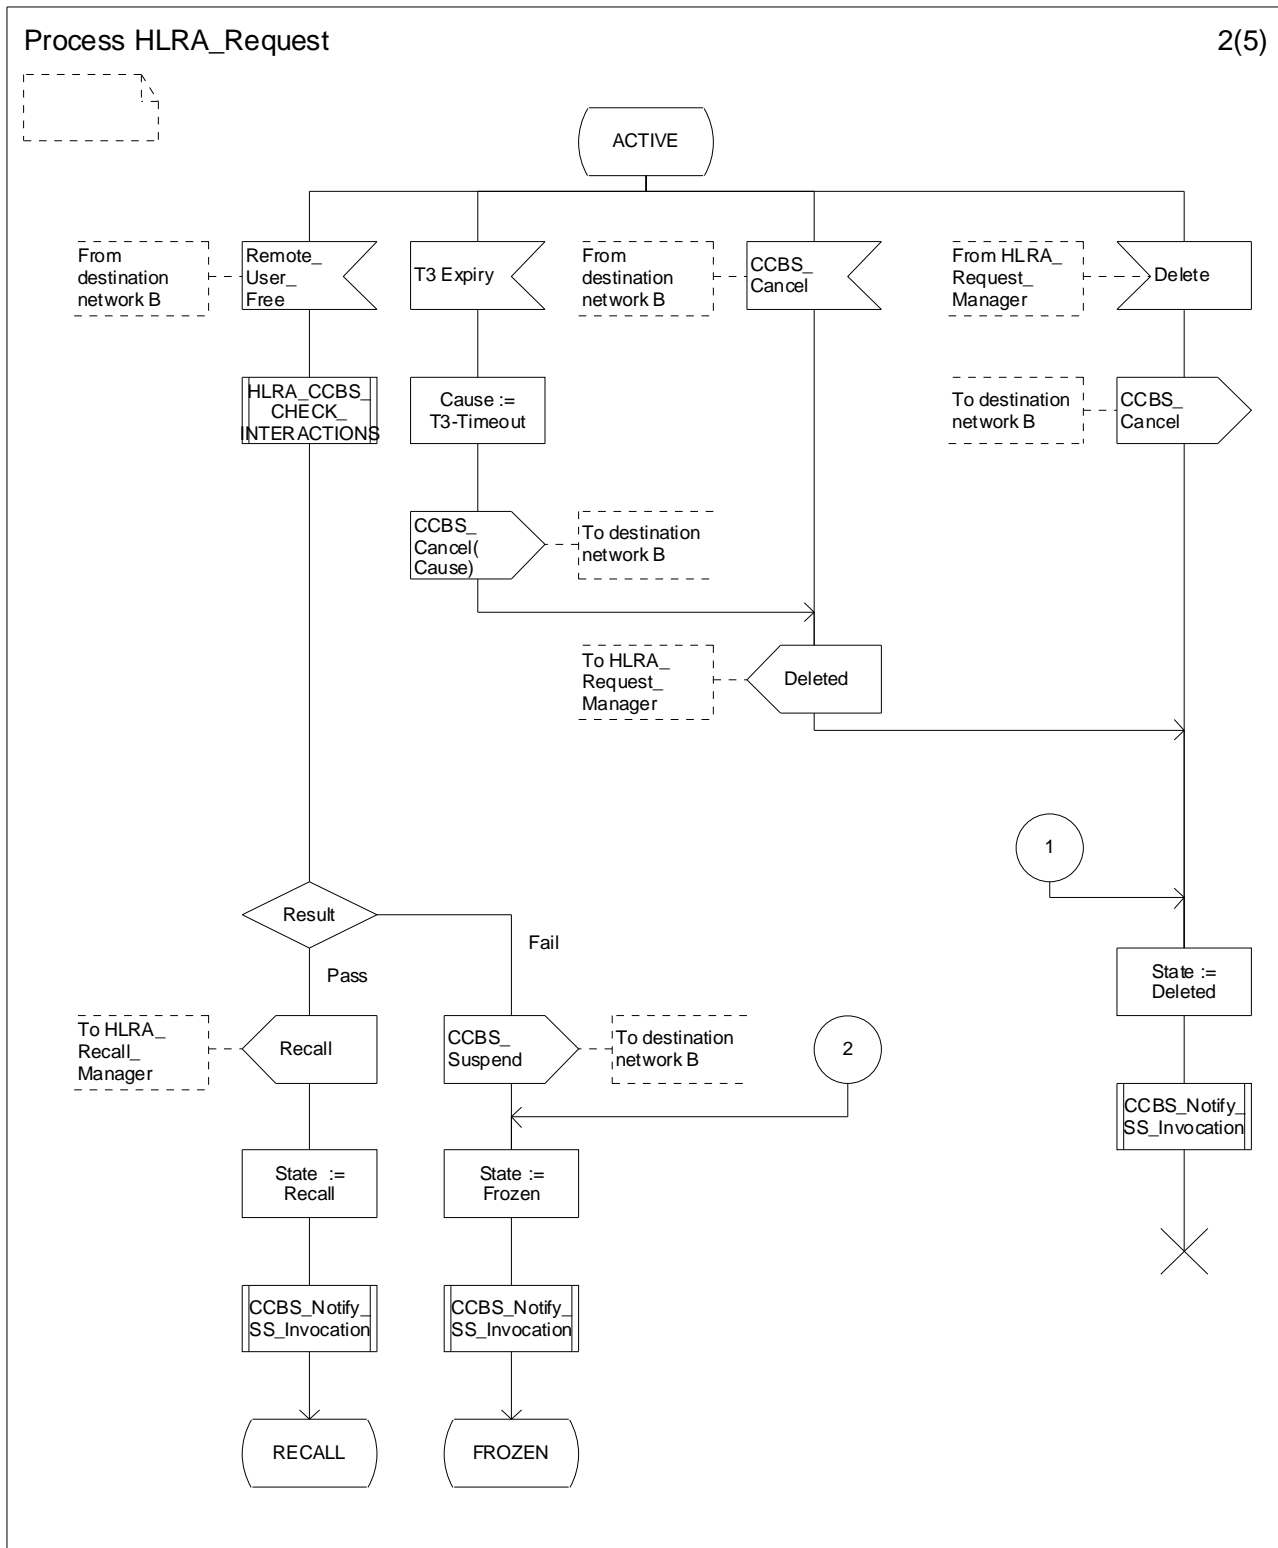 Process HLRA_Request
2(5)
ACTIVE
From
destination
network B
Remote_
User_
Free
T3 Expiry
From
destination
network B
CCBS_
Cancel
From HLRA_
Request_
Manager
Delete
HLRA_CCBS_
CHECK_
INTERACTIONS
Cause :=
T3-Timeout
To destination
network B
CCBS_
Cancel
CCBS_
Cancel(
Cause)
To destination
network B
To HLRA_
Request_
Manager
Deleted
1
Result
Fail
Pass
State :=
Deleted
To HLRA_
Recall_
Manager
Recall
CCBS_
Suspend
To destination
network B
2
CCBS_Notify_
SS_Invocation
State :=
Recall
State :=
Frozen
CCBS_Notify_
SS_Invocation
CCBS_Notify_
SS_Invocation
RECALL
FROZEN